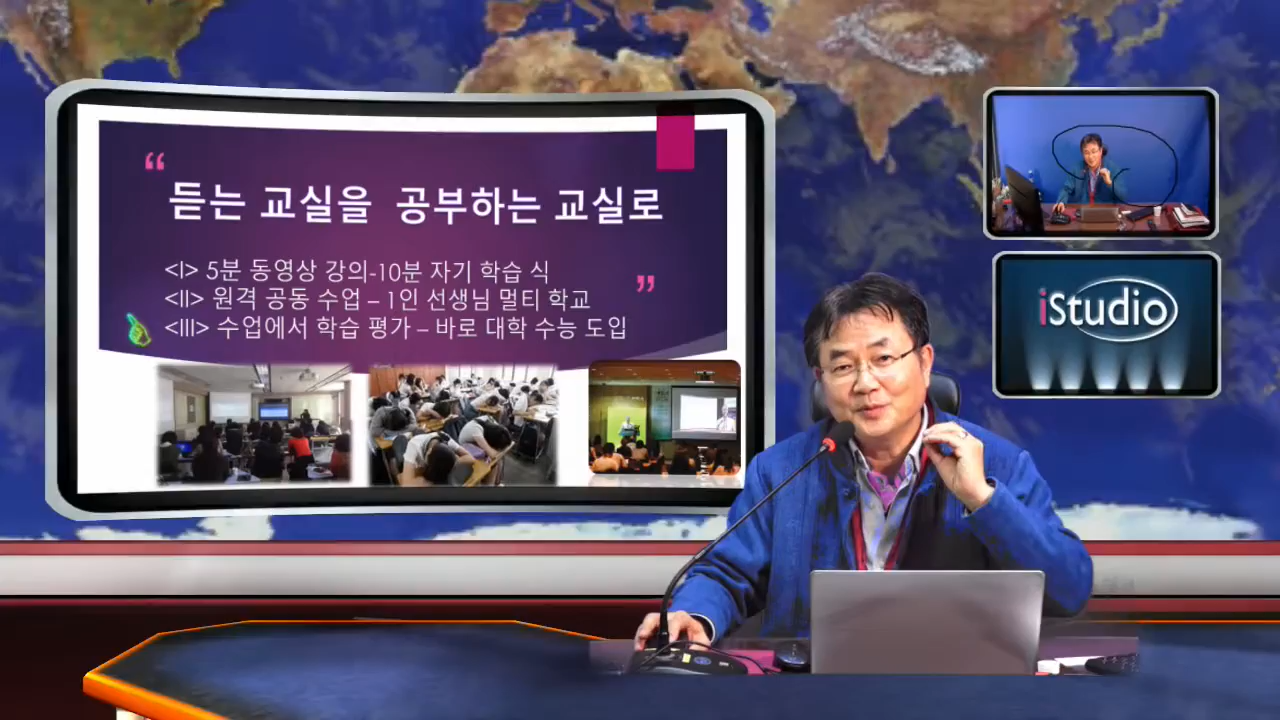 “
듣는 교실을 공부하는 교실로
<I> 5분 동영상 강의-10분 자기 학습 식
<II> 원격 공동 수업 – 1인 선생님 멀티 학교
<III> 수업에서 학습 평가 – 바로 대학 수능 도입
”
iStudio